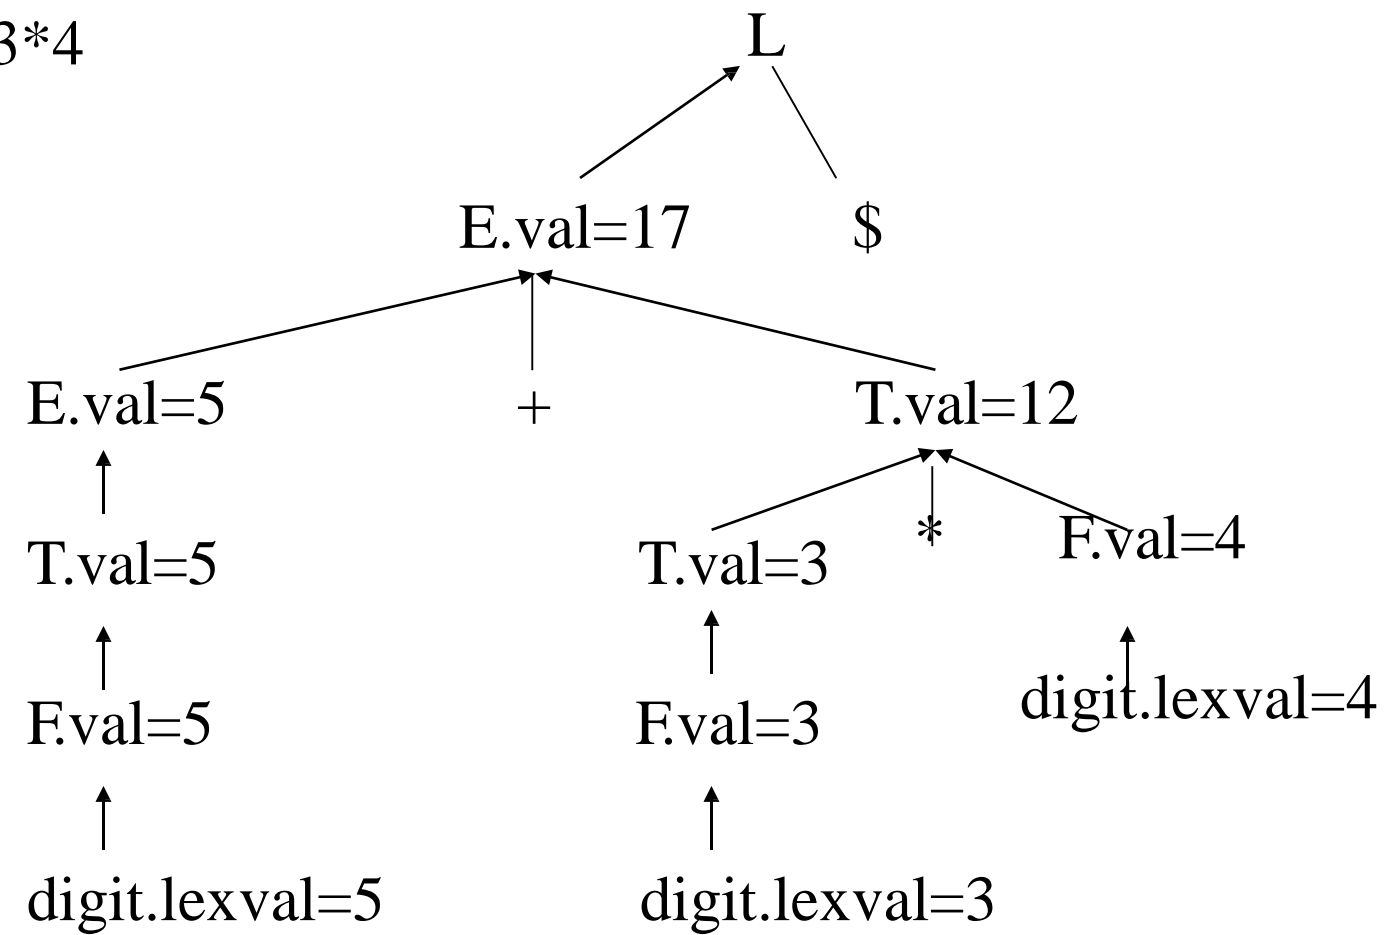 3*4
L
E.val=17 $
E.val=5 + T.val=12
T.val=5 T.val=3 * F.val=4
F.val=5 F.val=3 digit.lexval=4
digit.lexval=5 digit.lexval=3